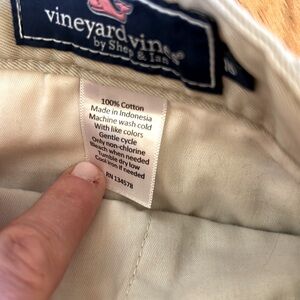 vineyard vines
by Shep & Ian
100% Cotton
Made in Indonesia
Machine wash cold
With like colors
Gentle cycle
Only non-chlorine
Bleach when needed
Tumble dry low
Cool iron if needed
RN 134578